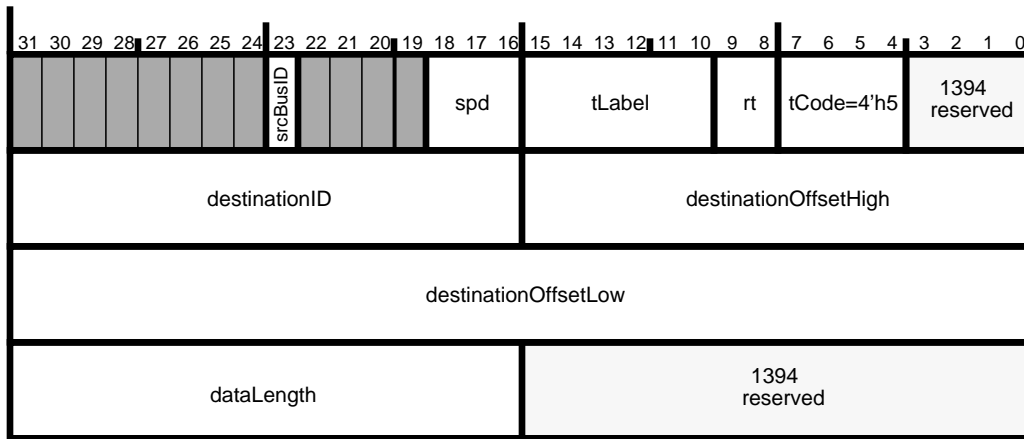 31 30 29 28 27 26 25 24 23 22 21 20 19 18 17 16 15 14 13 12 11 10 9 8 7 6 5 4 3 2 1 0
srcBusID spd tLabel rt tCode=4'h5 1394
reserved
destinationID destinationOffsetHigh
destinationOffsetLow
dataLength 1394
reserved